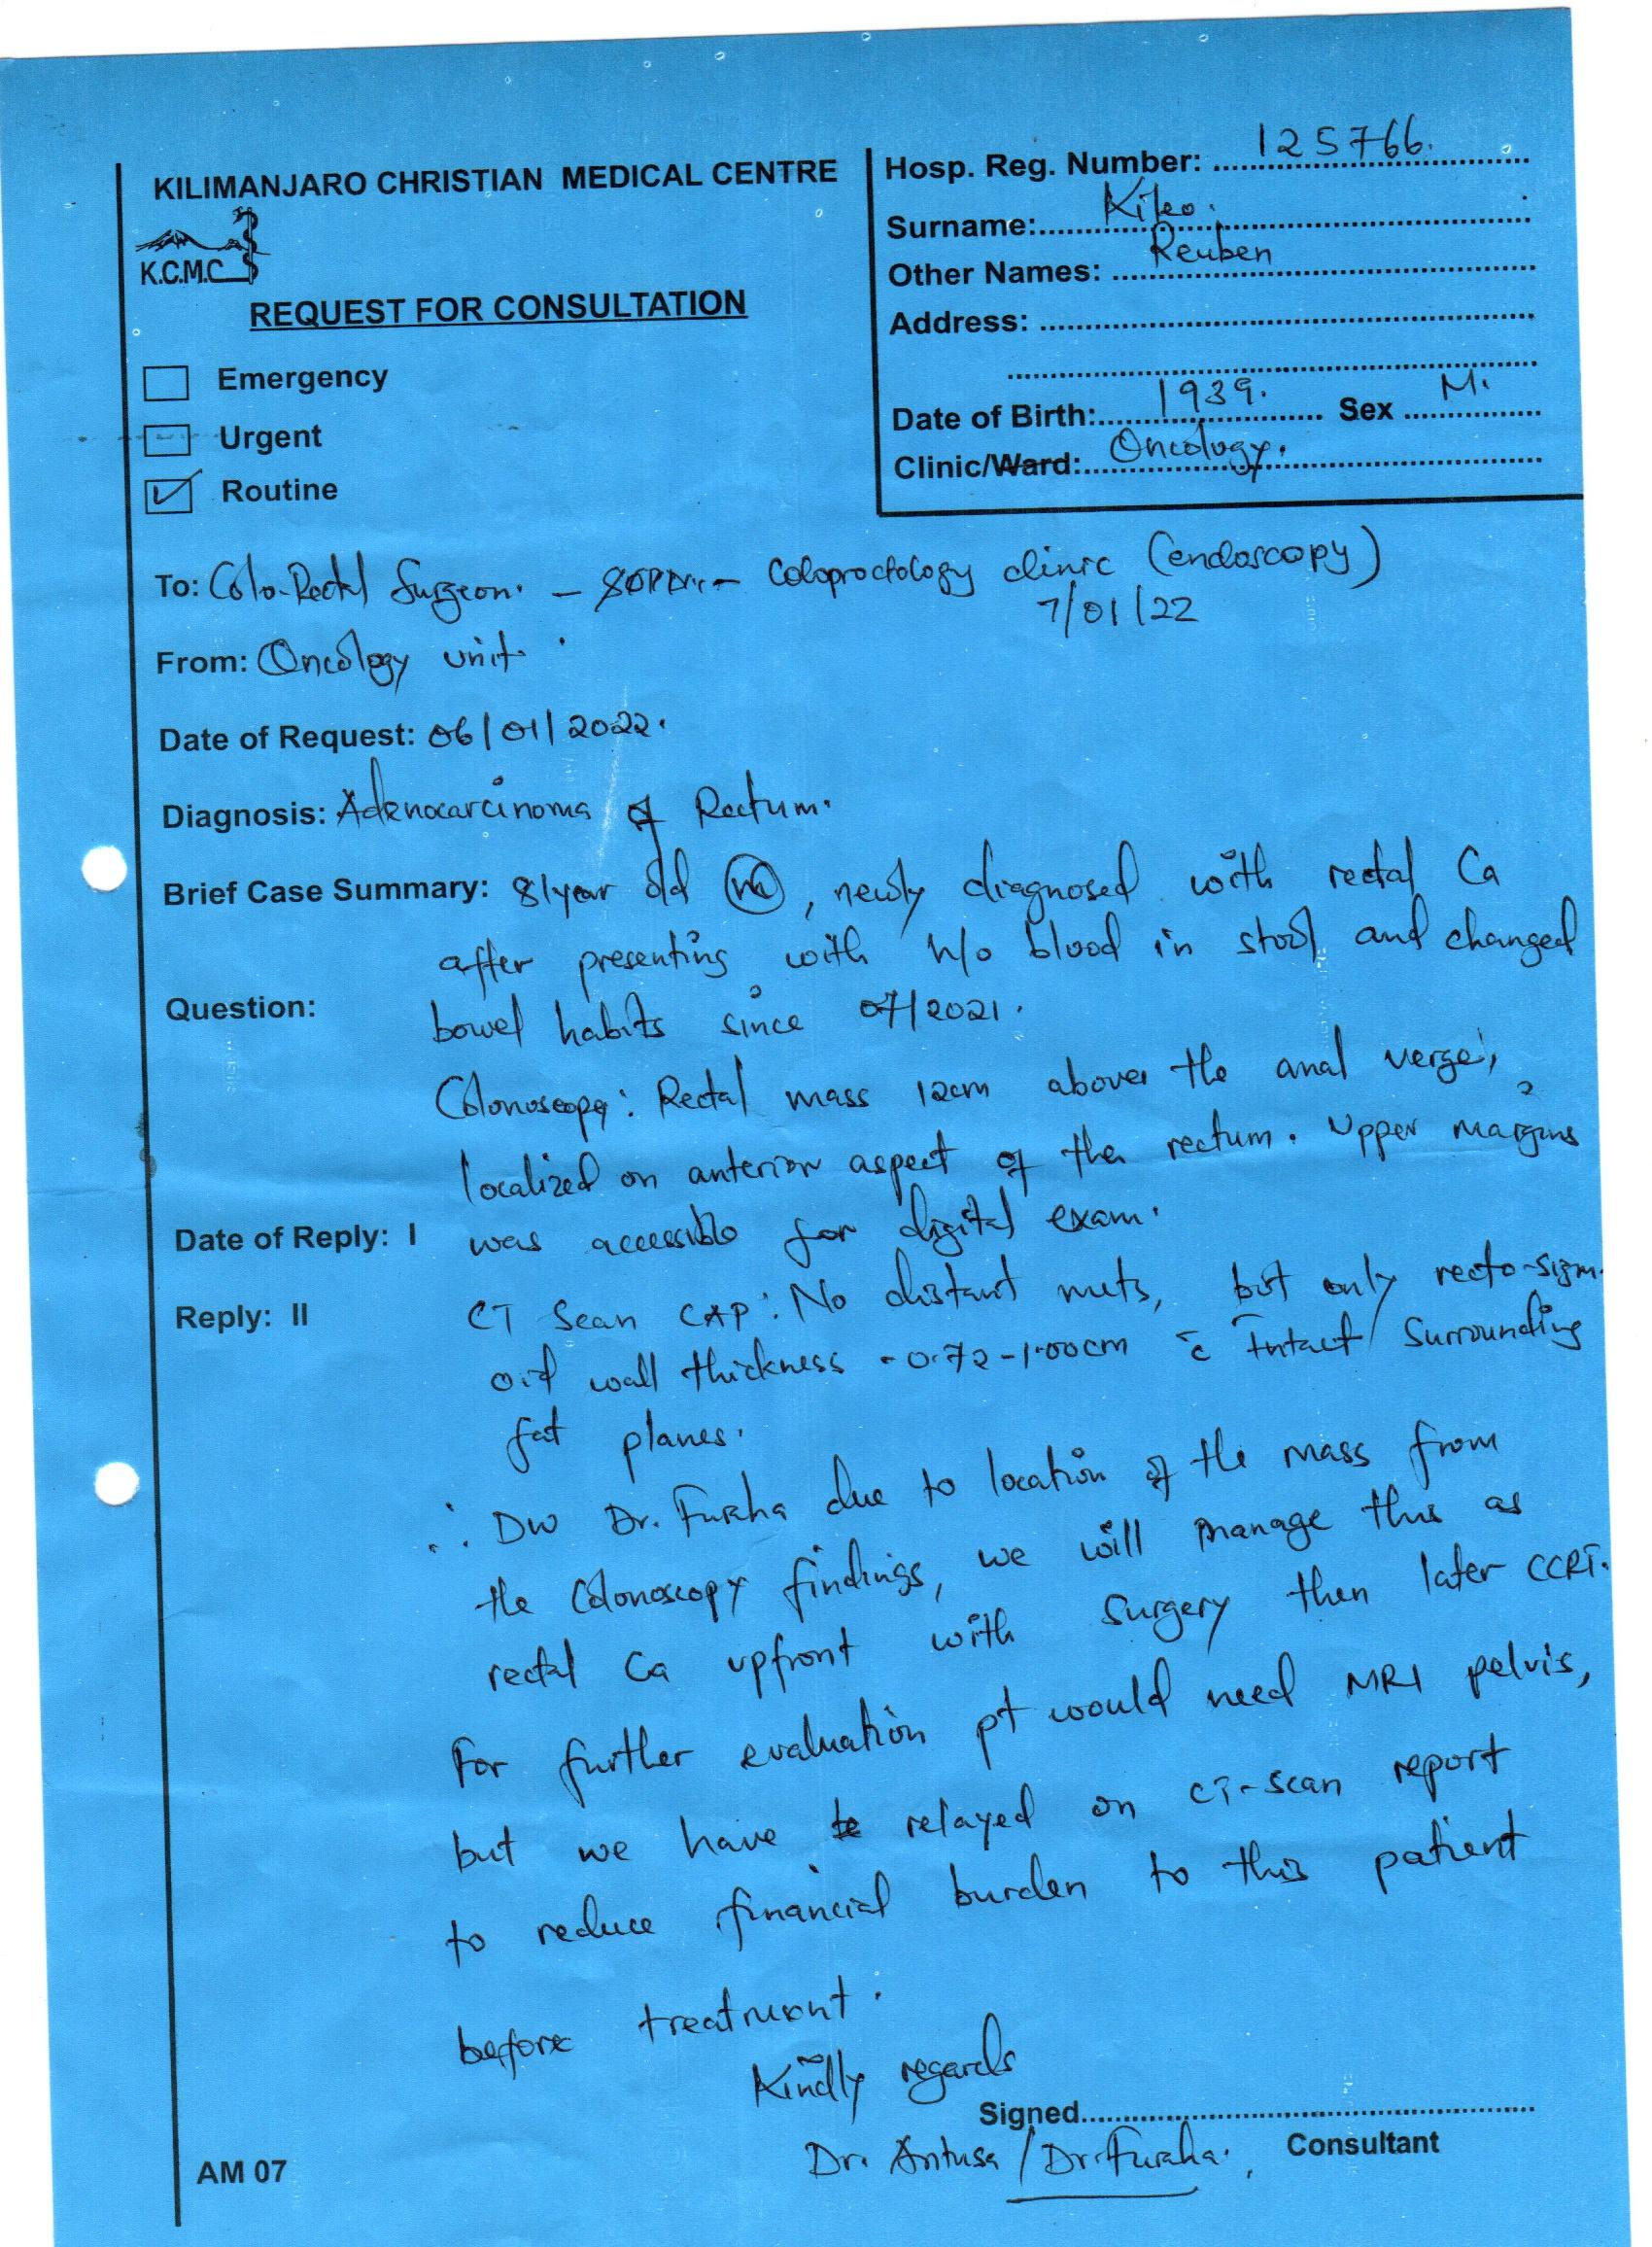 KILIMANJARO CHRISTIAN MEDICAL CENTRE
K.C.M.C
REQUEST FOR CONSULTATION
Emergency
Urgent
Routine
Hosp. Reg. Number: 125766.
Surname: Kileo.
Other Names: Reuben
Address:
Date of Birth: 1939. Sex M.
Clinic/Ward: Oncology.
To: Colo-Rectal Surgeon. – SOPD. – Coloproctology clinic (endoscopy)
7/01/22
From: Oncology unit.
Date of Request: 06/01/2022.
Diagnosis: Adenocarcinoma of Rectum.
Brief Case Summary: 81year old M, newly diagnosed with rectal Ca
after presenting with h/o blood in stool and changed
Question: bowel habits since 07/2021.
Colonoscopy: Rectal mass 12cm above the anal verge,
localized on anterior aspect of the rectum. Upper margins
Date of Reply: I was accessible for digital exam.
Reply: II CT Scan CAP: No distant mets, but only recto-sigm-
oid wall thickness - 0.72-1.00cm c̄ intact surrounding
fat planes.
∴ DW Dr. Furaha due to location of the mass from
the Colonoscopy findings, we will manage this as
rectal Ca upfront with surgery then later CCRT.
For further evaluation pt would need MRI pelvis,
but we have relayed on CT-scan report
to reduce financial burden to this patient
before treatment.
Kindly regards
Signed
Dr. Antusa / Dr. Furaha. Consultant
AM 07